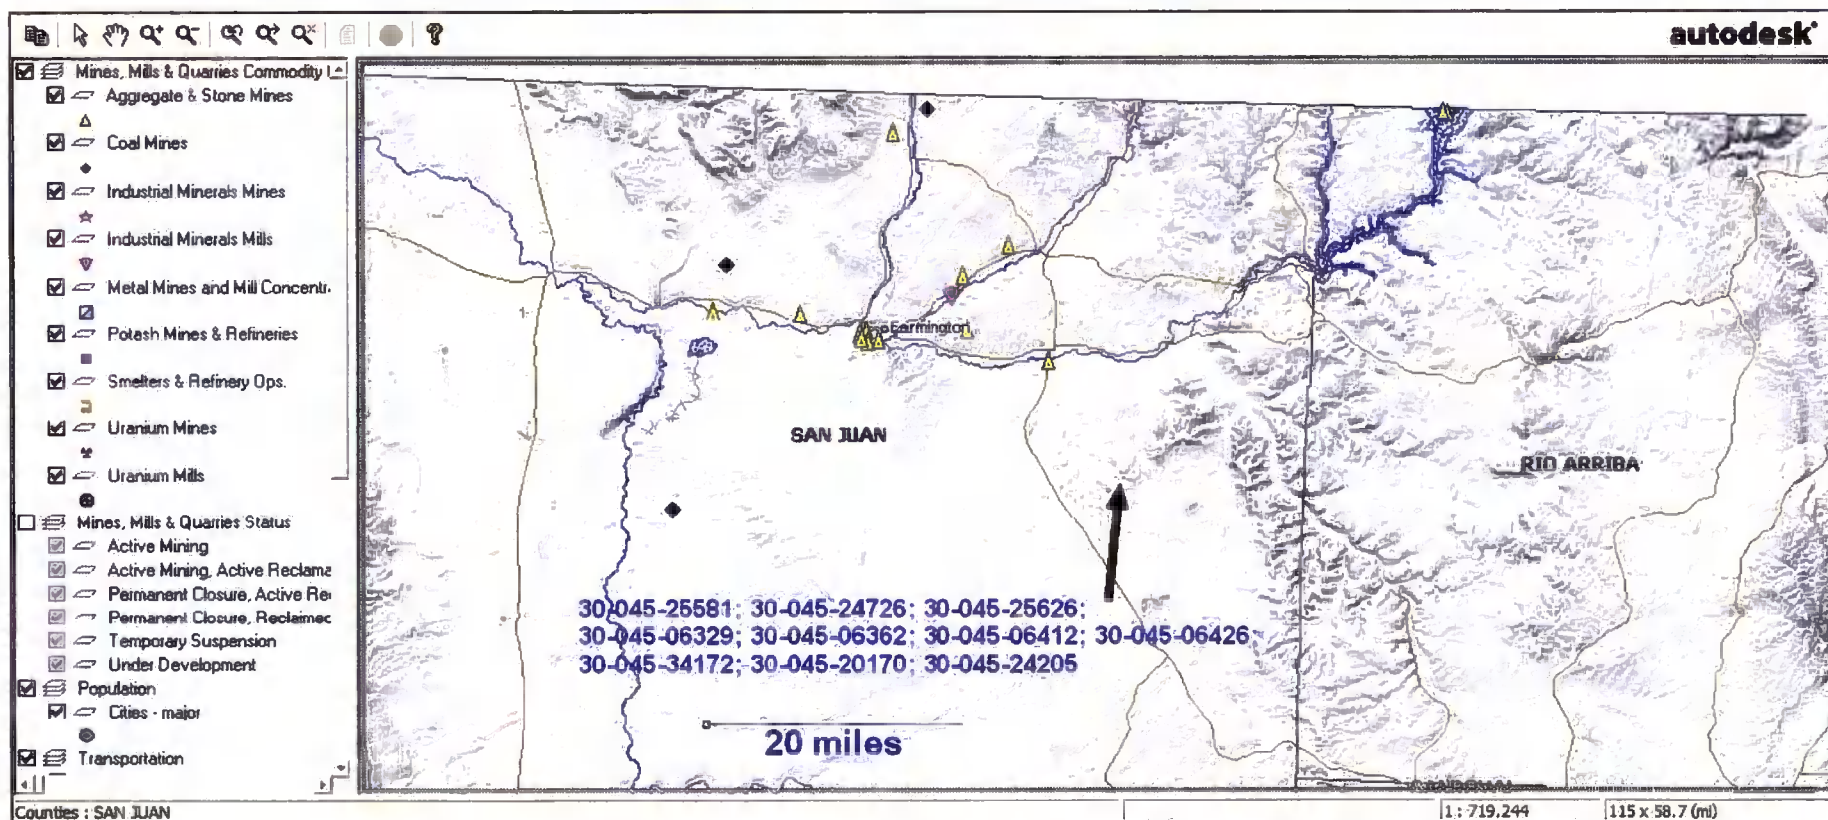 autodesk®
Mines, Mills & Quarries Commodity
Aggregate & Stone Mines
Coal Mines
Industrial Minerals Mines
Industrial Minerals Mills
Metal Mines and Mill Concentr
Potash Mines & Refineries
Smelters & Refinery Ops.
Uranium Mines
Uranium Mills
Mines, Mills & Quarries Status
Active Mining
Active Mining, Active Reclama
Permanent Closure, Active Re
Permanent Closure, Reclaimec
Temporary Suspension
Under Development
Population
Cities - major
Transportation
Farmington
SAN JUAN
RIO ARRIBA
30-045-25581; 30-045-24726; 30-045-25626;
30-045-06329; 30-045-06362; 30-045-06412; 30-045-06426;
30-045-34172; 30-045-20170; 30-045-24205
20 miles
Counties : SAN JUAN
1 : 719,244
115 x 58.7 (mi)